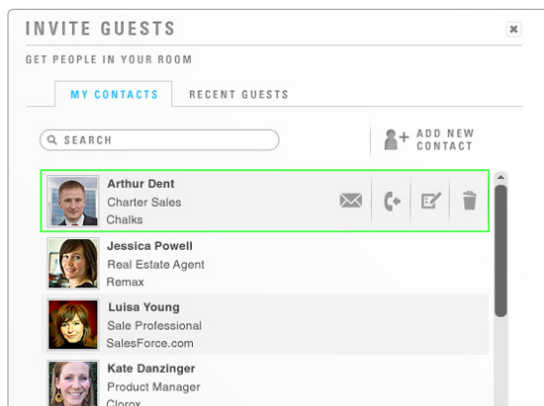 INVITE GUESTS
GET PEOPLE IN YOUR ROOM
MY CONTACTS
RECENT GUESTS
SEARCH
ADD NEW
CONTACT
Arthur Dent
Charter Sales
Chalks
Jessica Powell
Real Estate Agent
Remax
Luisa Young
Sale Professional
SalesForce.com
Kate Danzinger
Product Manager
Clorox